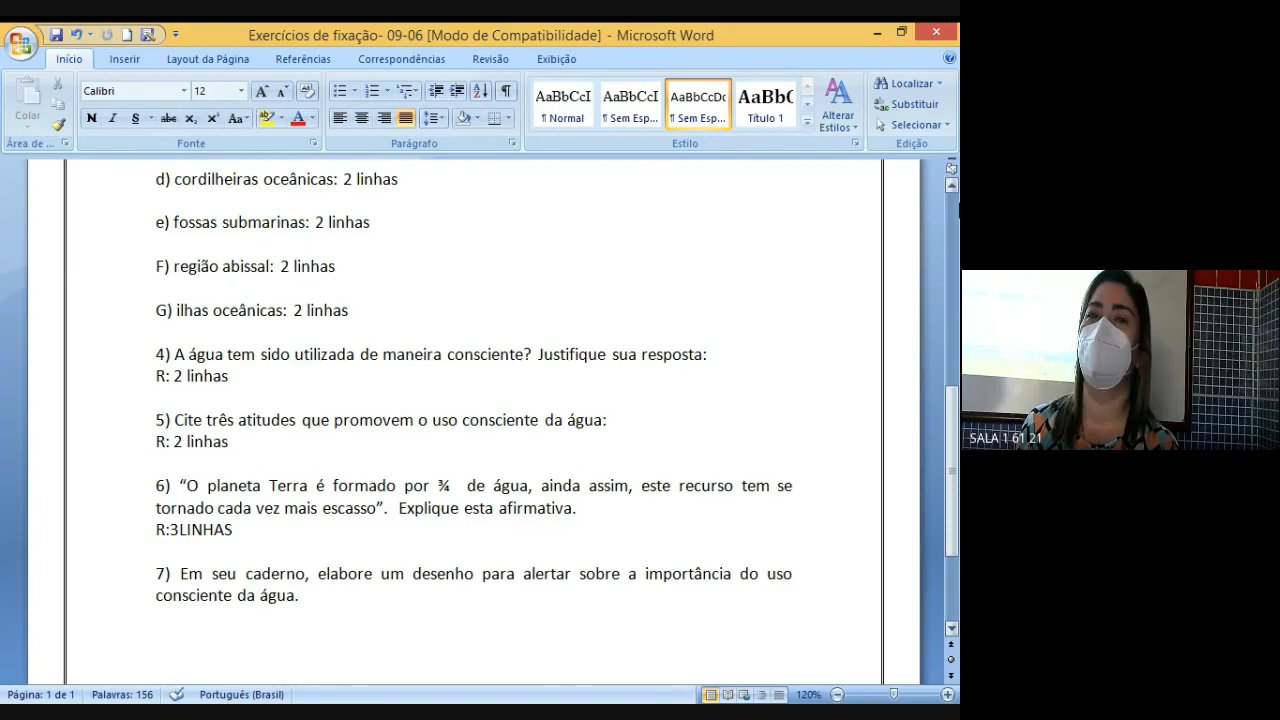 Exercícios de fixação- 09-06 [Modo de Compatibilidade] - Microsoft Word
Início Inserir Layout da Página Referências Correspondências Revisão Exibição
Colar
Calibri 12
N I S abc x₂ x² Aa
AaBbCcI AaBbCcI AaBbCcDc AaBbC
¶ Normal ¶ Sem Esp... ¶ Sem Esp... Título 1
Alterar Estilos
Localizar
Substituir
Selecionar
Área de ... Fonte Parágrafo Estilo Edição
d) cordilheiras oceânicas: 2 linhas
e) fossas submarinas: 2 linhas
F) região abissal: 2 linhas
G) ilhas oceânicas: 2 linhas
4) A água tem sido utilizada de maneira consciente? Justifique sua resposta:
R: 2 linhas
5) Cite três atitudes que promovem o uso consciente da água:
R: 2 linhas
6) “O planeta Terra é formado por ¾ de água, ainda assim, este recurso tem se
tornado cada vez mais escasso”. Explique esta afirmativa.
R:3LINHAS
7) Em seu caderno, elabore um desenho para alertar sobre a importância do uso
consciente da água.
SALA 1 61 21
Página: 1 de 1 Palavras: 156 Português (Brasil) 120%